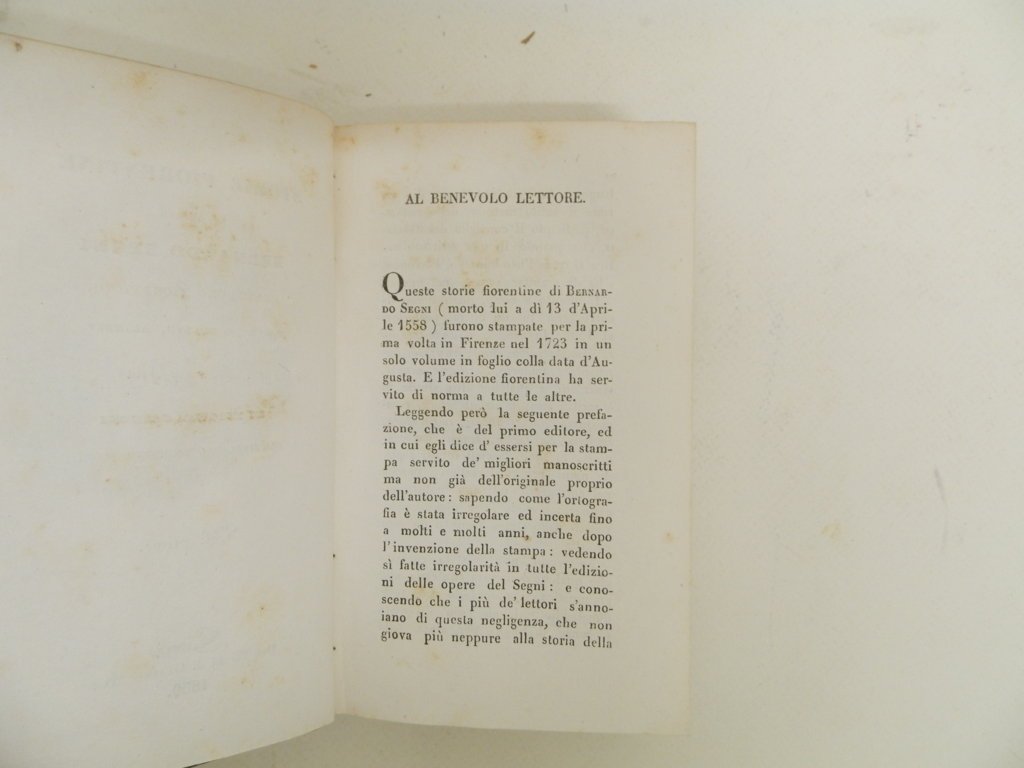 AL BENEVOLO LETTORE.
Queste storie fiorentine di BERNAR-
DO SEGNI ( morto lui a dì 13 d'Apri-
le 1558 ) furono stampate per la pri-
ma volta in Firenze nel 1723 in un
solo volume in foglio colla data d'Au-
gusta. E l'edizione fiorentina ha ser-
vito di norma a tutte le altre.
Leggendo però la seguente prefa-
zione, che è del primo editore, ed
in cui egli dice d' essersi per la stam-
pa servito de' migliori manoscritti
ma non già dell'originale proprio
dell'autore : sapendo come l'ortogra-
fia è stata irregolare ed incerta fino
a molti e molti anni, anche dopo
l'invenzione della stampa : vedendo
sì fatte irregolarità in tutte l'edizio-
ni delle opere del Segni : e cono-
scendo che i più de' lettori s'anno-
iano di questa negligenza, che non
giova più neppure alla storia della